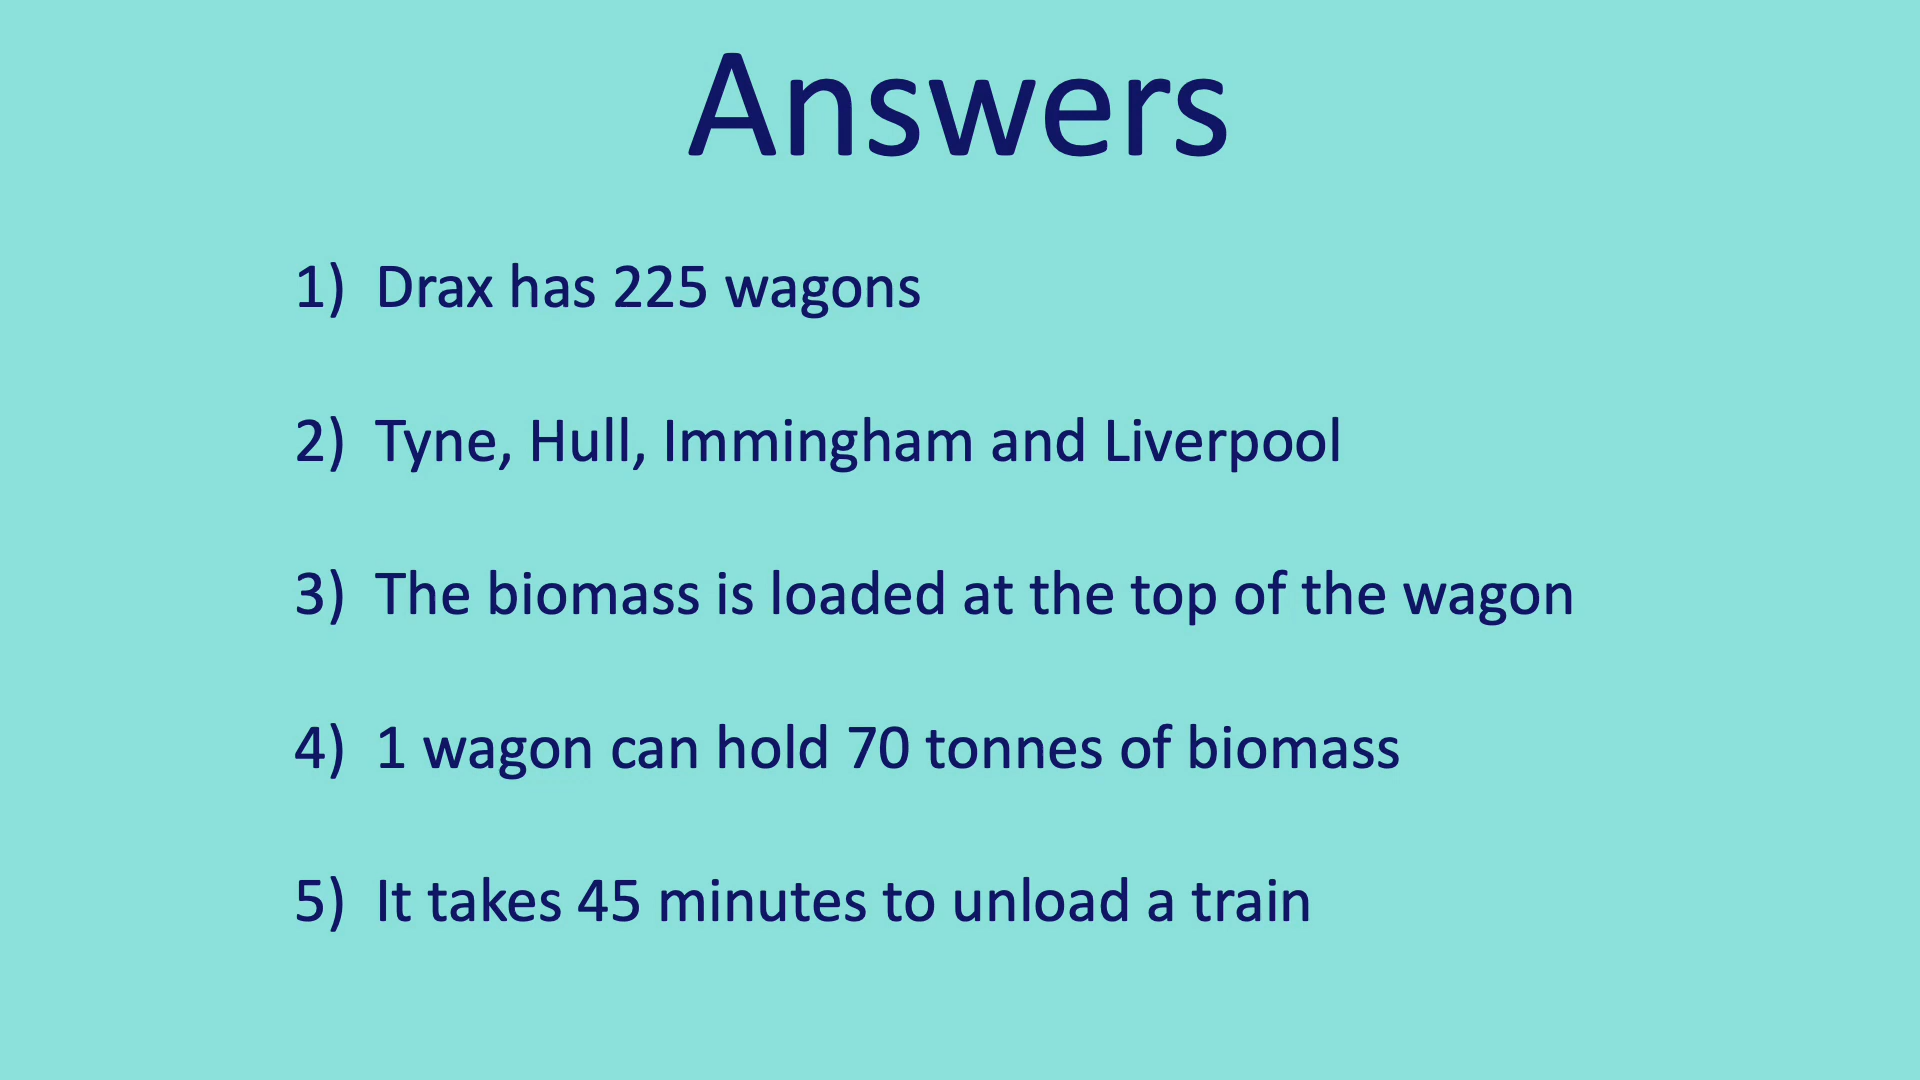 Answers
1) Drax has 225 wagons
2) Tyne, Hull, Immingham and Liverpool
3) The biomass is loaded at the top of the wagon
4) 1 wagon can hold 70 tonnes of biomass
5) It takes 45 minutes to unload a train